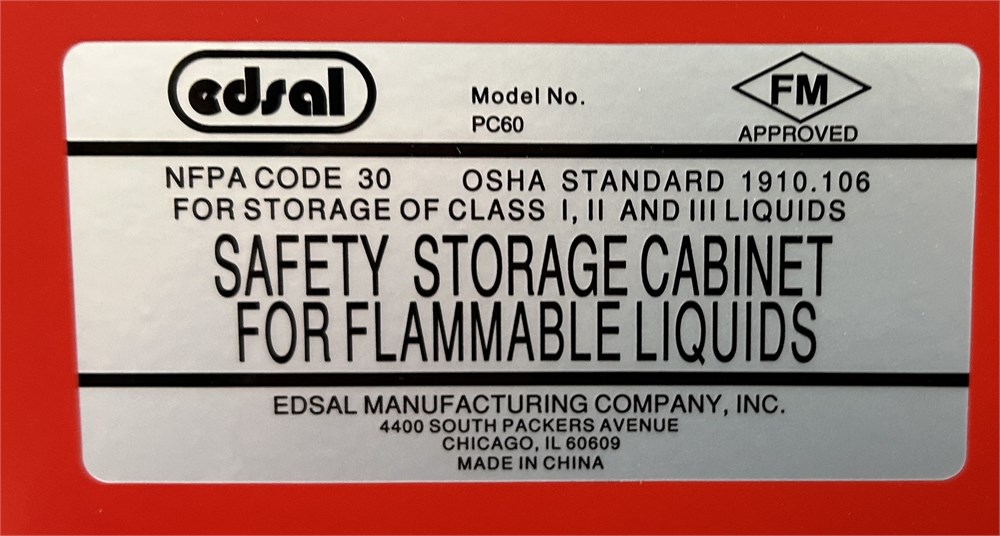 edsal
Model No.
PC60
FM
APPROVED
NFPA CODE 30 OSHA STANDARD 1910.106
FOR STORAGE OF CLASS I, II AND III LIQUIDS
SAFETY STORAGE CABINET
FOR FLAMMABLE LIQUIDS
EDSAL MANUFACTURING COMPANY, INC.
4400 SOUTH PACKERS AVENUE
CHICAGO, IL 60609
MADE IN CHINA